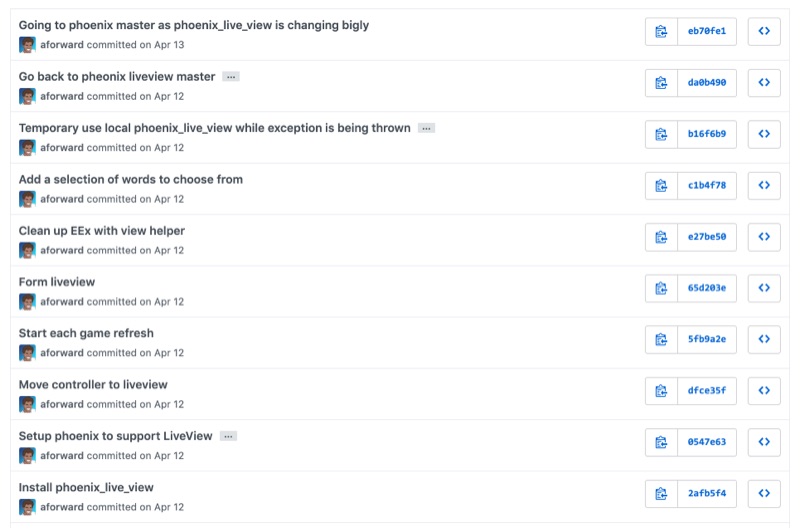 Going to phoenix master as phoenix_live_view is changing bigly
aforward committed on Apr 13
eb70fe1
Go back to pheonix liveview master ...
aforward committed on Apr 12
da0b490
Temporary use local phoenix_live_view while exception is being thrown ...
aforward committed on Apr 12
b16f6b9
Add a selection of words to choose from
aforward committed on Apr 12
c1b4f78
Clean up EEx with view helper
aforward committed on Apr 12
e27be50
Form liveview
aforward committed on Apr 12
65d203e
Start each game refresh
aforward committed on Apr 12
5fb9a2e
Move controller to liveview
aforward committed on Apr 12
dfce35f
Setup phoenix to support LiveView ...
aforward committed on Apr 12
0547e63
Install phoenix_live_view
aforward committed on Apr 12
2afb5f4